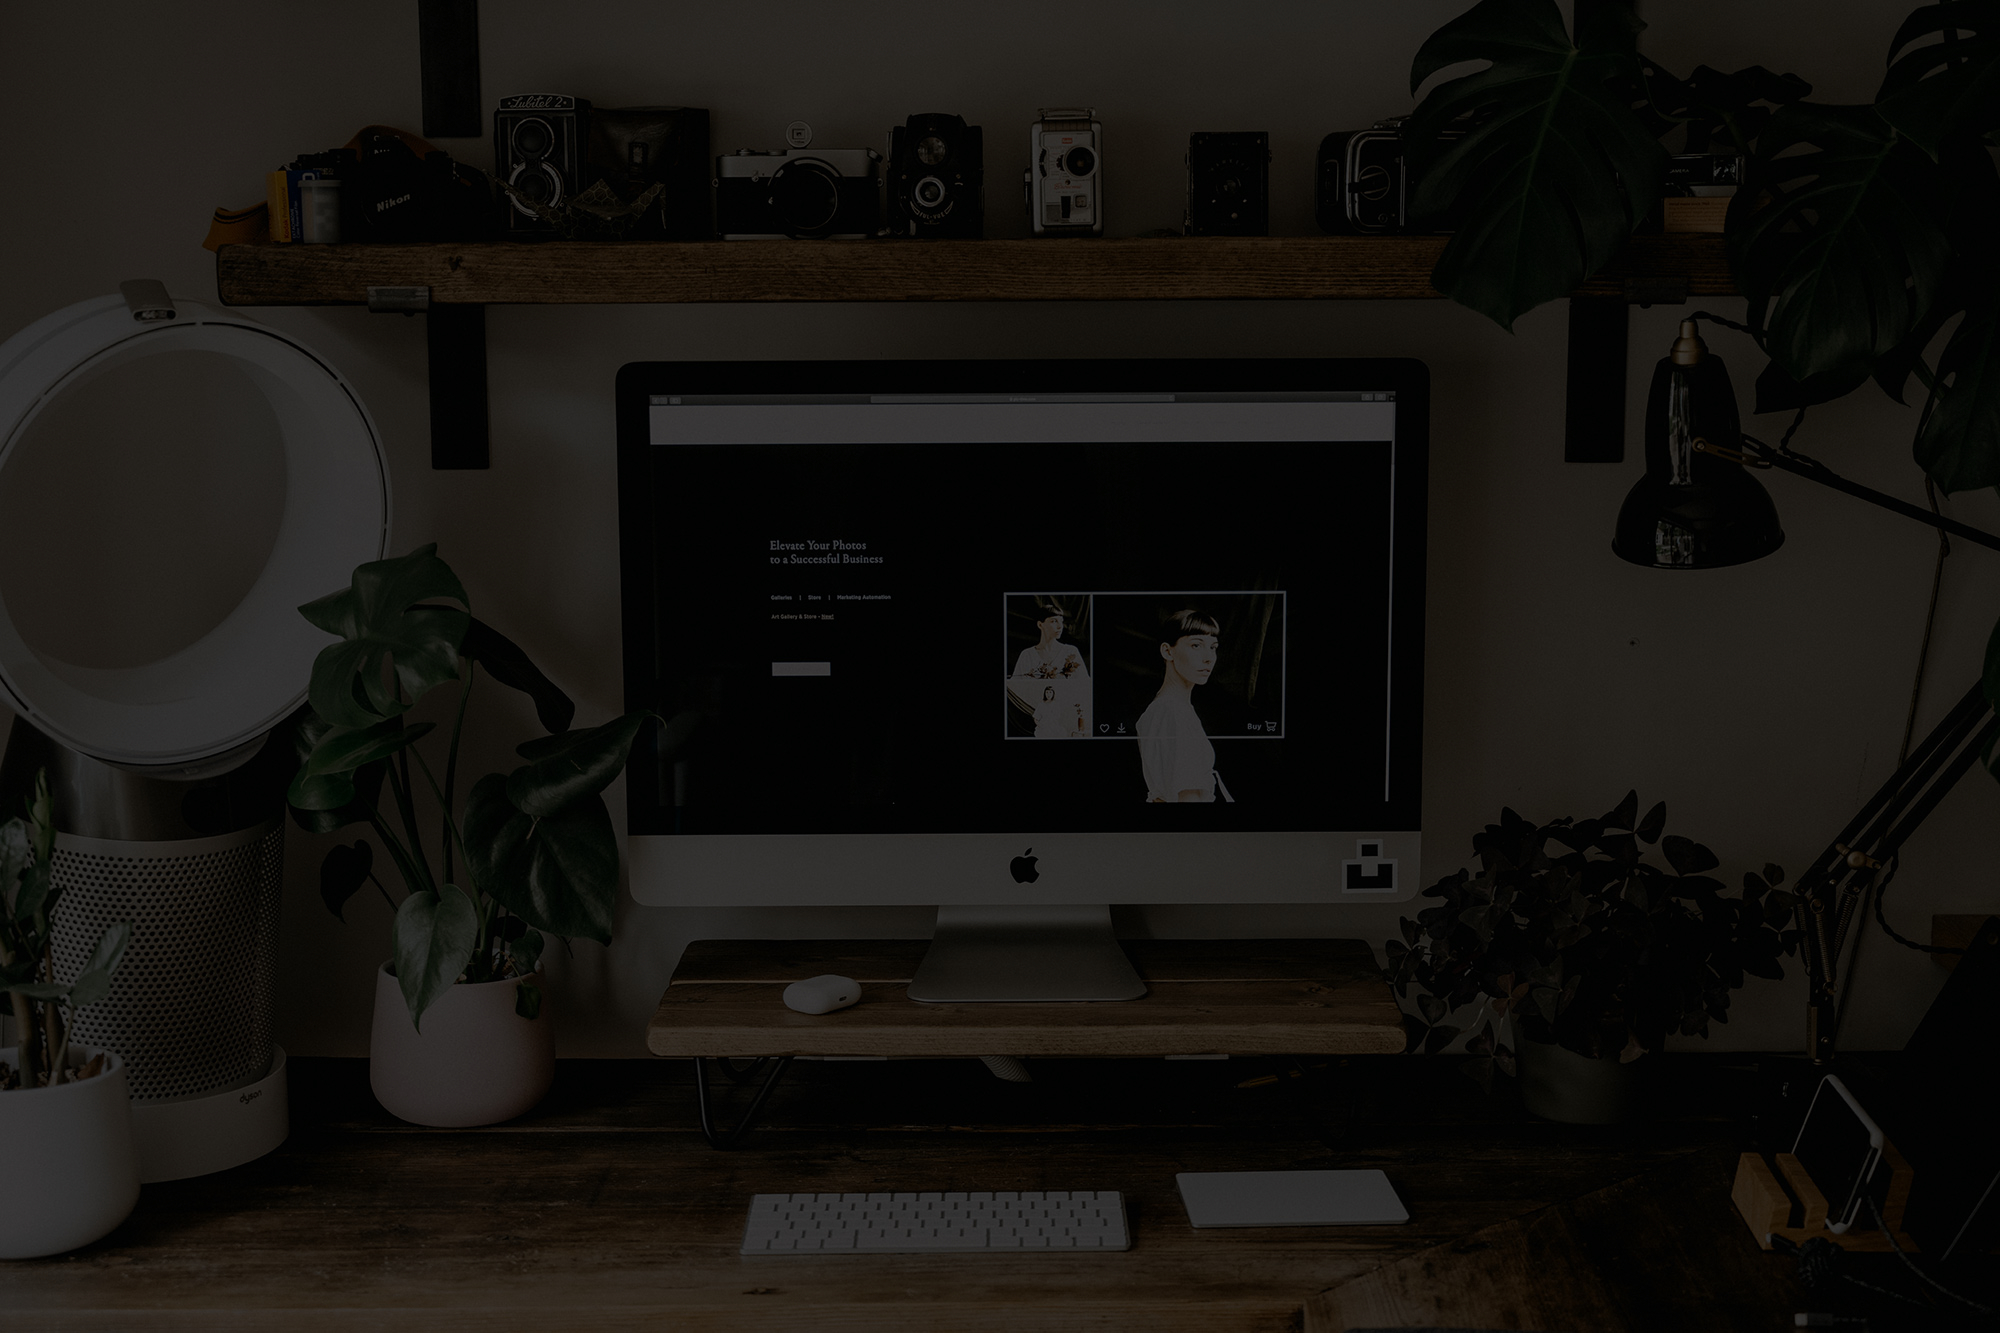 Lubitel 2
Nikon
Elevate Your Photos
to a Successful Business
Galleries | Store | Marketing Automation
Art Gallery & Store - New!
Buy
dyson